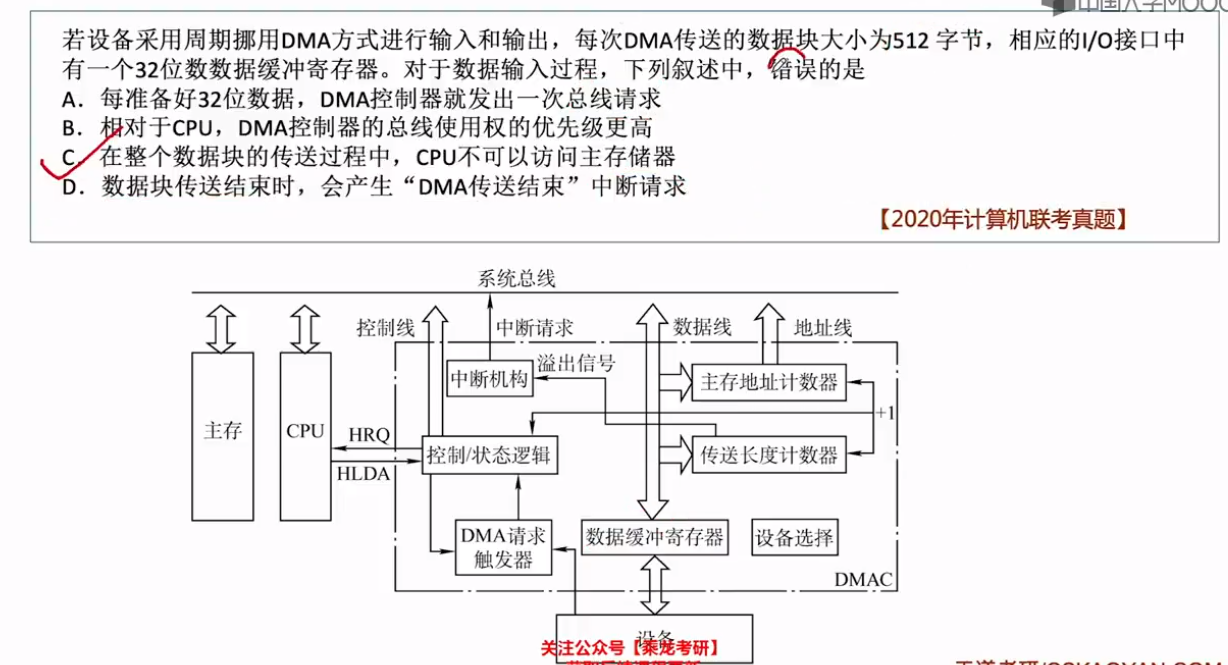 中国大学MOOC
若设备采用周期挪用DMA方式进行输入和输出，每次DMA传送的数据块大小为512 字节，相应的I/O接口中
有一个32位数数据缓冲寄存器。对于数据输入过程，下列叙述中，错误的是
A. 每准备好32位数据，DMA控制器就发出一次总线请求
B. 相对于CPU，DMA控制器的总线使用权的优先级更高
C. 在整个数据块的传送过程中，CPU不可以访问主存储器
D. 数据块传送结束时，会产生“DMA传送结束”中断请求
【2020年计算机联考真题】
系统总线
控制线
中断请求
数据线
地址线
溢出信号
中断机构
主存地址计数器
+1
主存
CPU
HRQ
HLDA
控制/状态逻辑
传送长度计数器
DMA请求
触发器
数据缓冲寄存器
设备选择
DMAC
设备
关注公众号【乘龙考研】